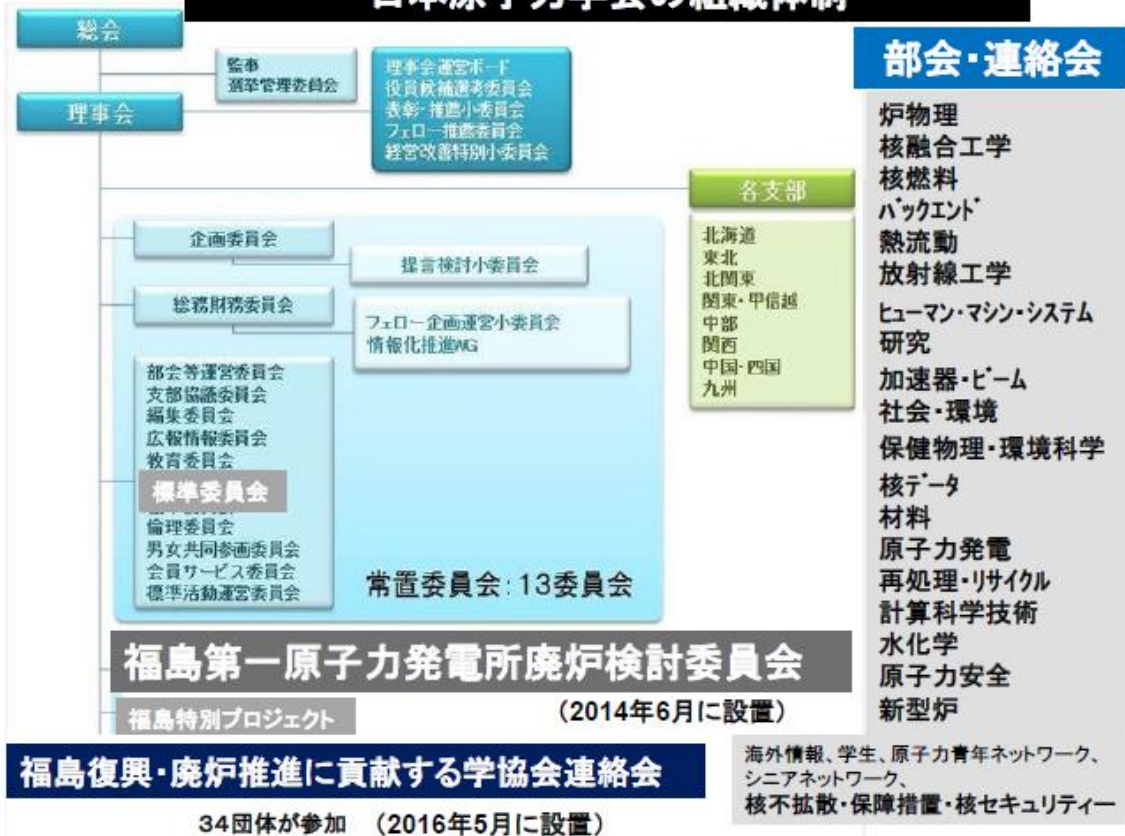 日本原子力学会の組織体制
総会
監事
選挙管理委員会
理事会運営ボード
役員候補選考委員会
表彰・推薦小委員会
フェロー推薦委員会
経営改善特別小委員会
理事会
各支部
北海道
東北
北関東
関東・甲信越
中部
関西
中国・四国
九州
企画委員会
提言検討小委員会
総務財務委員会
フェロー企画運営小委員会
情報化推進WG
部会等運営委員会
支部協議委員会
編集委員会
広報情報委員会
教育委員会
標準委員会
倫理委員会
男女共同参画委員会
会員サービス委員会
標準活動運営委員会
常置委員会：13委員会
福島第一原子力発電所廃炉検討委員会
（2014年6月に設置）
福島特別プロジェクト
福島復興・廃炉推進に貢献する学協会連絡会
34団体が参加 （2016年5月に設置）
部会・連絡会
炉物理
核融合工学
核燃料
バックエンド
熱流動
放射線工学
ヒューマン・マシン・システム
研究
加速器・ビーム
社会・環境
保健物理・環境科学
核データ
材料
原子力発電
再処理・リサイクル
計算科学技術
水化学
原子力安全
新型炉
海外情報、学生、原子力青年ネットワーク、
シニアネットワーク、
核不拡散・保障措置・核セキュリティー